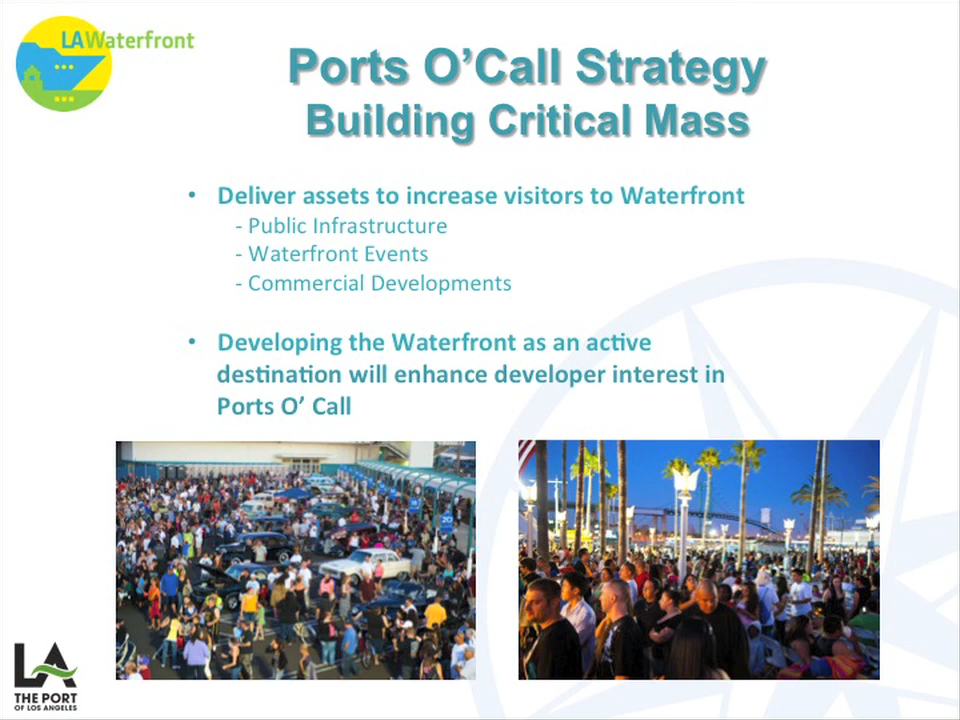 LAWaterfront
Ports O’Call Strategy
Building Critical Mass
• Deliver assets to increase visitors to Waterfront
- Public Infrastructure
- Waterfront Events
- Commercial Developments
• Developing the Waterfront as an active
destination will enhance developer interest in
Ports O’ Call
20
LA
THE PORT
OF LOS ANGELES